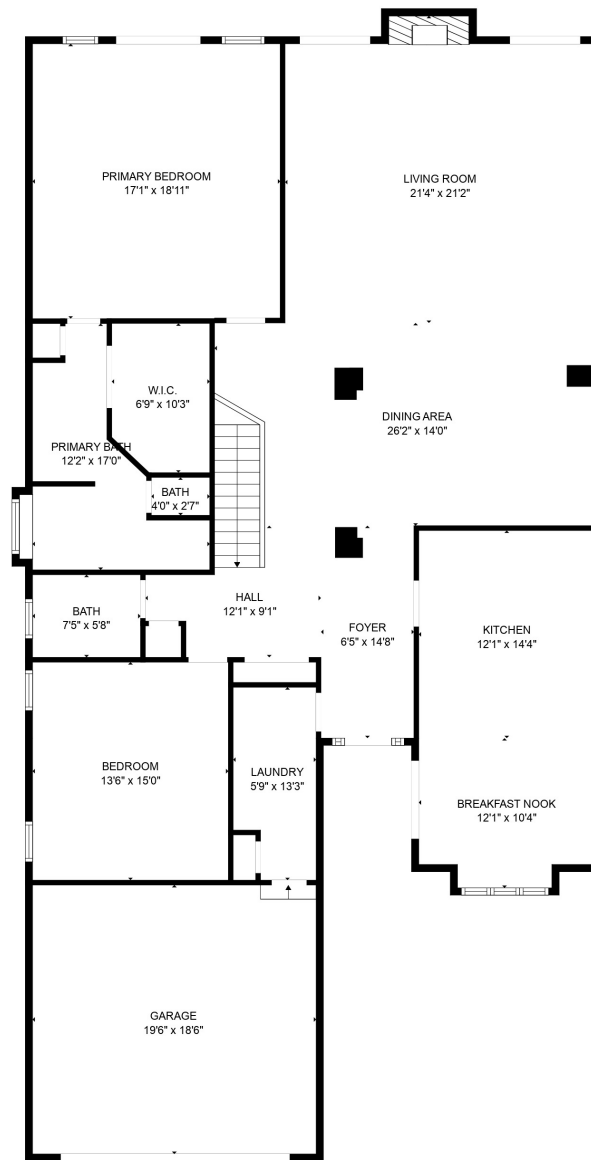 PRIMARY BEDROOM
17'1" x 18'11"
LIVING ROOM
21'4" x 21'2"
W.I.C.
6'9" x 10'3"
DINING AREA
26'2" x 14'0"
PRIMARY BATH
12'2" x 17'0"
BATH
4'0" x 2'7"
HALL
12'1" x 9'1"
BATH
7'5" x 5'8"
FOYER
6'5" x 14'8"
KITCHEN
12'1" x 14'4"
BEDROOM
13'6" x 15'0"
LAUNDRY
5'9" x 13'3"
BREAKFAST NOOK
12'1" x 10'4"
GARAGE
19'6" x 18'6"